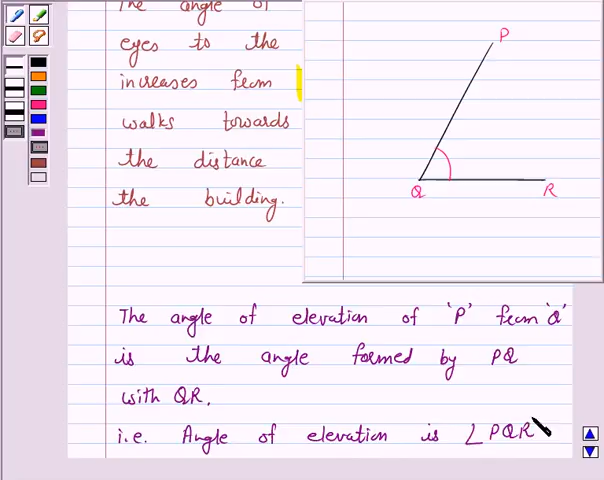 The angle of
eyes to the
increases from
walks towards
the distance
the building.
P
Q
R
The angle of elevation of 'P' from 'Q'
is the angle formed by PQ
with QR.
i.e. Angle of elevation is ∠PQR